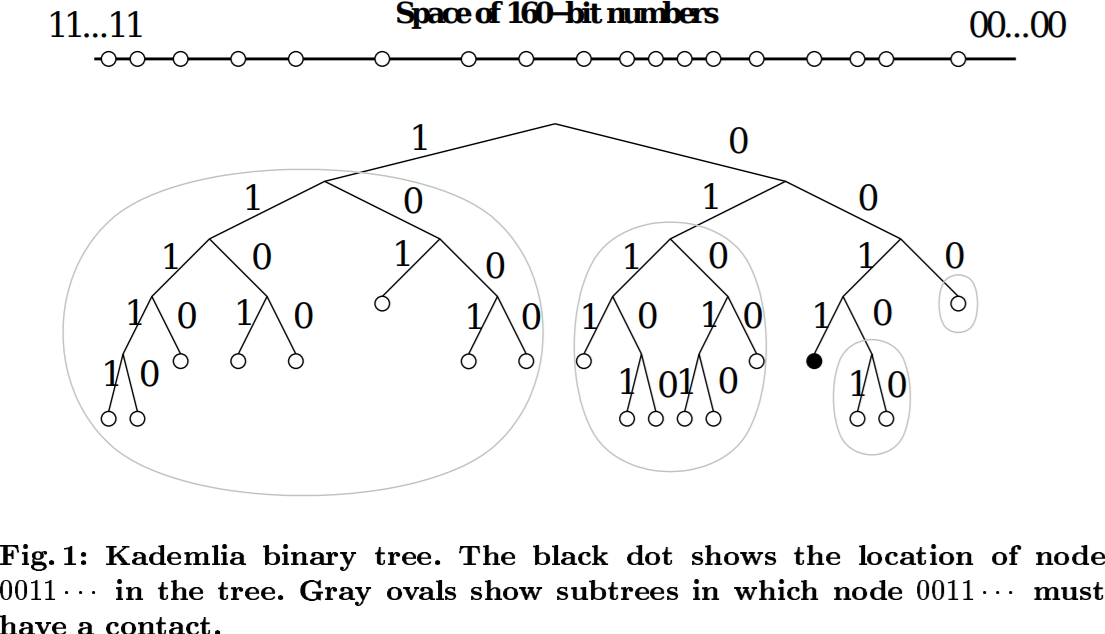 Space of 160−bit numbers
11...11 00...00
1 0
1 0 1 0
1 0 1 0 1 0 1 0
1 0 1 0 1 0 1 0 1 0 1 0
1 0 1 0 1 0 1 0
Fig. 1: Kademlia binary tree. The black dot shows the location of node
0011 · · · in the tree. Gray ovals show subtrees in which node 0011 · · · must
have a contact.